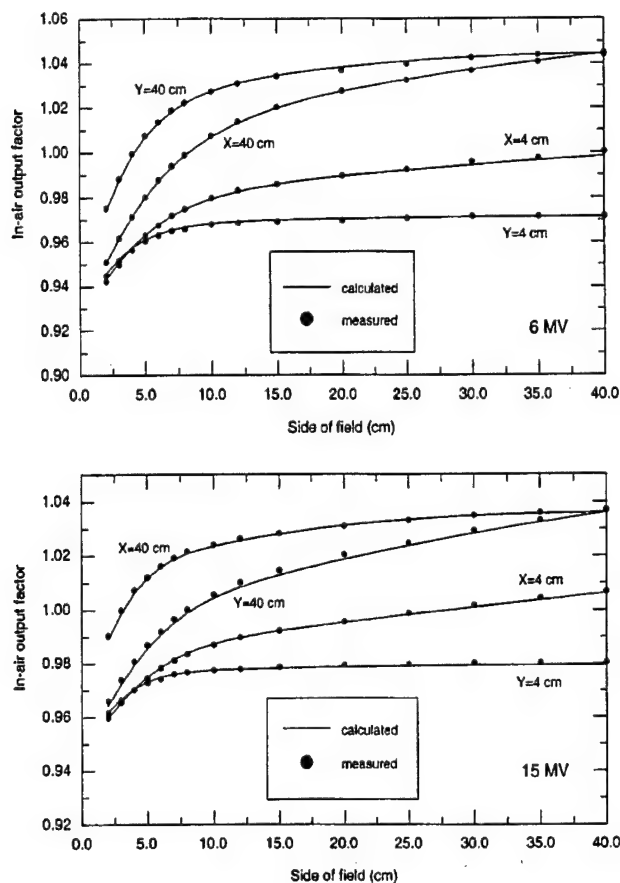 1.06
1.04
1.02
1.00
0.98
0.96
0.94
0.92
0.90
In-air output factor
Y=40 cm
X=40 cm
X=4 cm
Y=4 cm
calculated
measured
6 MV
0.0 5.0 10.0 15.0 20.0 25.0 30.0 35.0 40.0
Side of field (cm)
1.04
1.02
1.00
0.98
0.96
0.94
0.92
In-air output factor
X=40 cm
Y=40 cm
X=4 cm
Y=4 cm
calculated
measured
15 MV
0.0 5.0 10.0 15.0 20.0 25.0 30.0 35.0 40.0
Side of field (cm)